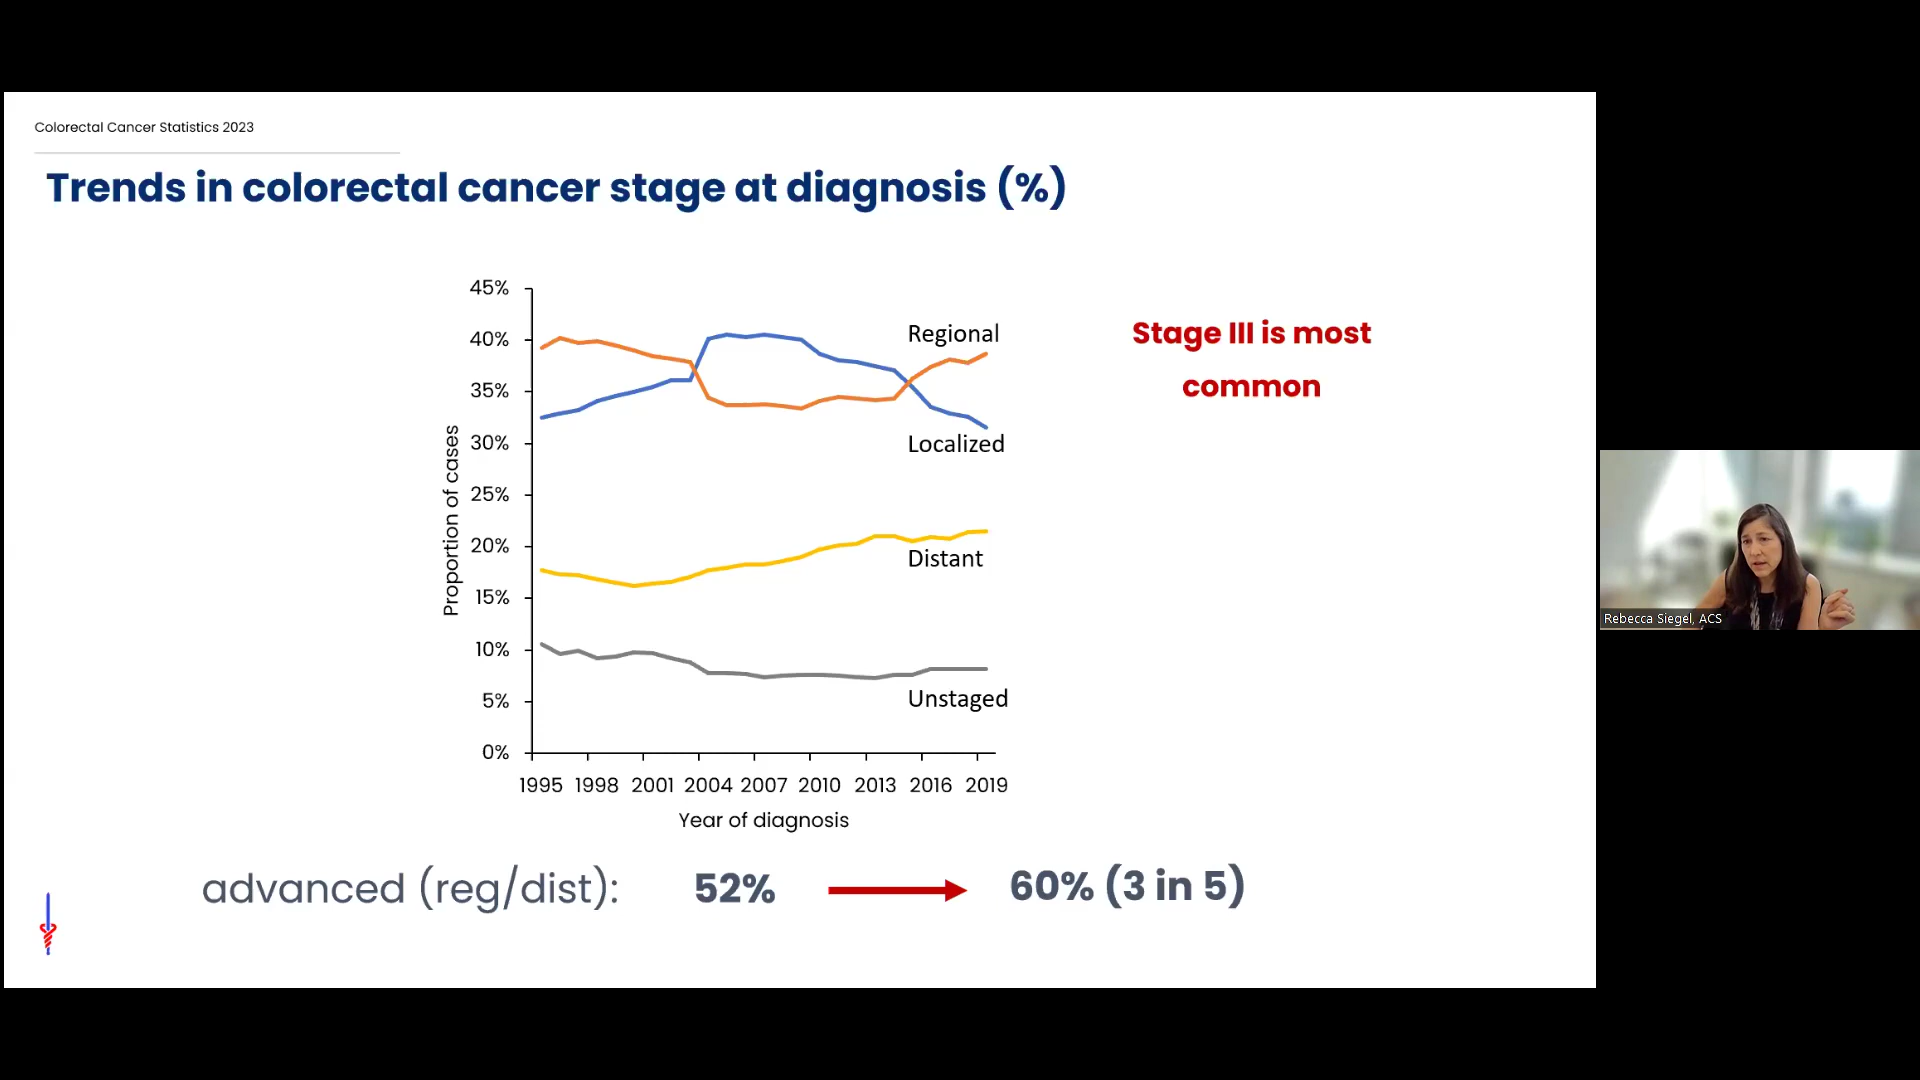 Colorectal Cancer Statistics 2023
Trends in colorectal cancer stage at diagnosis (%)
45%
40%
35%
30%
25%
20%
15%
10%
5%
0%
Proportion of cases
Regional
Localized
Distant
Unstaged
1995 1998 2001 2004 2007 2010 2013 2016 2019
Year of diagnosis
Stage III is most
common
advanced (reg/dist): 52% 60% (3 in 5)
Rebecca Siegel, ACS